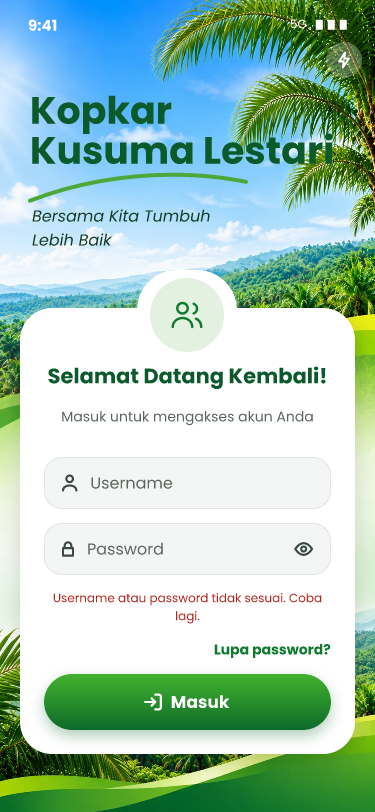 9:41
5G
Kopkar
Kusuma Lestari
Bersama Kita Tumbuh
Lebih Baik
Selamat Datang Kembali!
Masuk untuk mengakses akun Anda
Username
Password
Username atau password tidak sesuai. Coba
lagi.
Lupa password?
Masuk